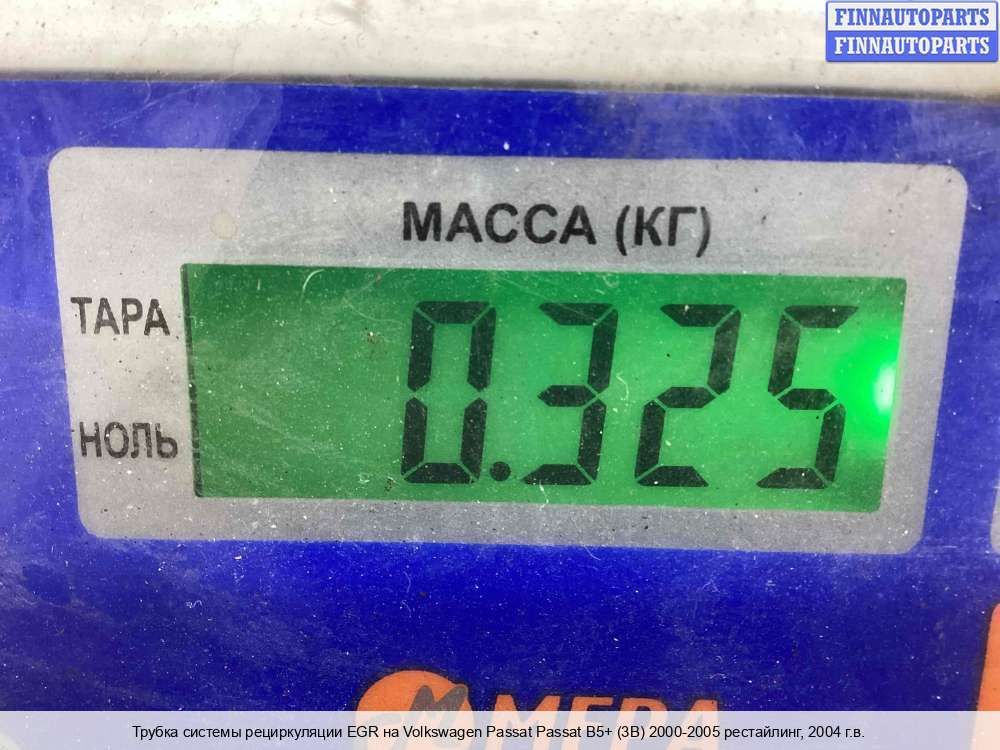 FINNAUTOPARTS
FINNAUTOPARTS
МАССА (КГ)
ТАРА
0.325
НОЛЬ
МЕРА
Трубка системы рециркуляции EGR на Volkswagen Passat Passat B5+ (3B) 2000-2005 рестайлинг, 2004 г.в.